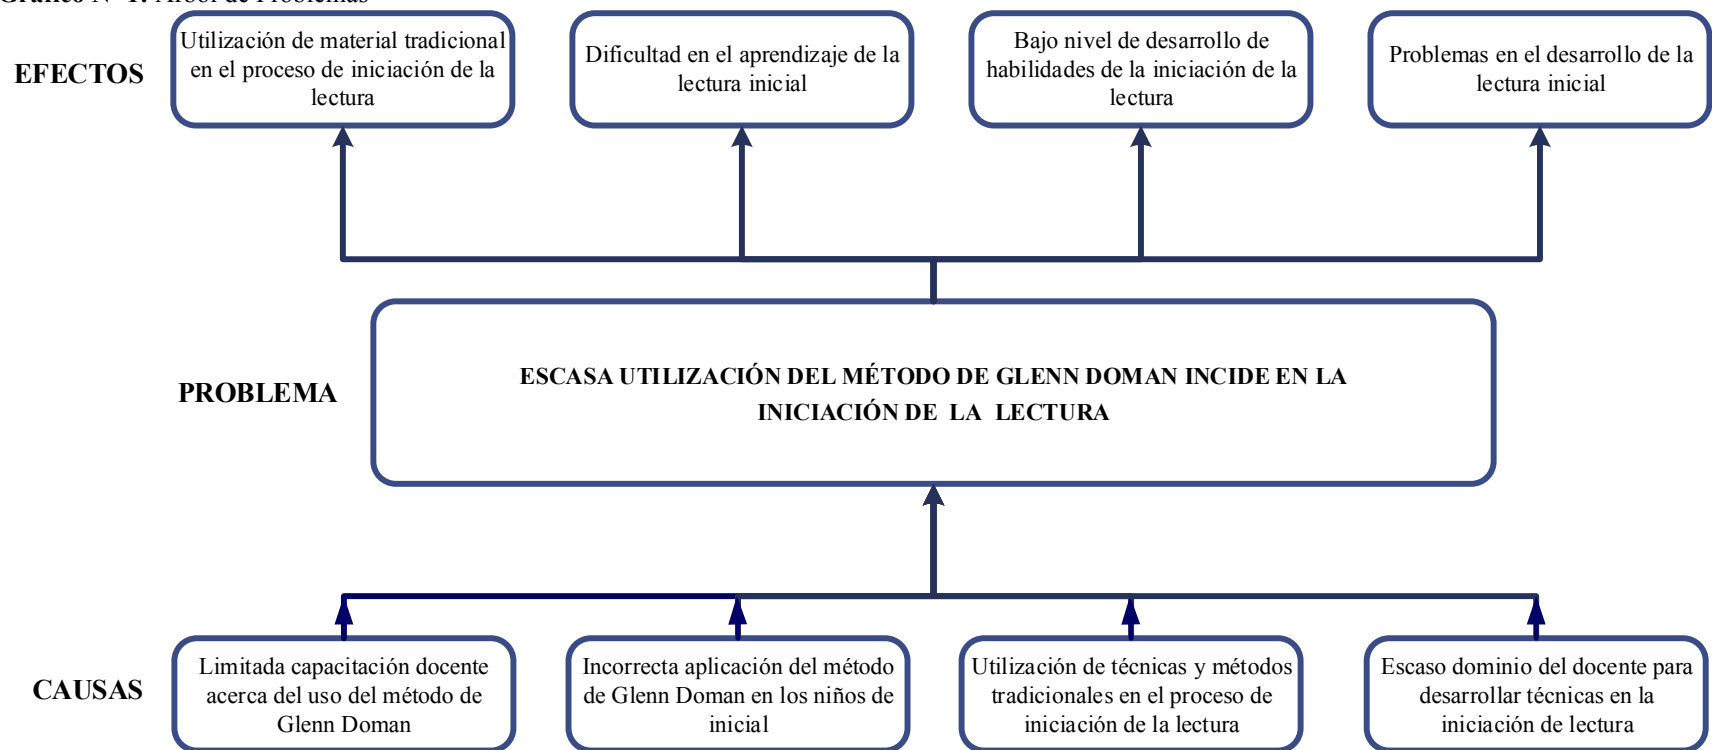 Gráfico N° 1: Árbol de Problemas
EFECTOS
Utilización de material tradicional
en el proceso de iniciación de la
lectura
Dificultad en el aprendizaje de la
lectura inicial
Bajo nivel de desarrollo de
habilidades de la iniciación de la
lectura
Problemas en el desarrollo de la
lectura inicial
PROBLEMA
ESCASA UTILIZACIÓN DEL MÉTODO DE GLENN DOMAN INCIDE EN LA
INICIACIÓN DE LA LECTURA
CAUSAS
Limitada capacitación docente
acerca del uso del método de
Glenn Doman
Incorrecta aplicación del método
de Glenn Doman en los niños de
inicial
Utilización de técnicas y métodos
tradicionales en el proceso de
iniciación de la lectura
Escaso dominio del docente para
desarrollar técnicas en la
iniciación de lectura